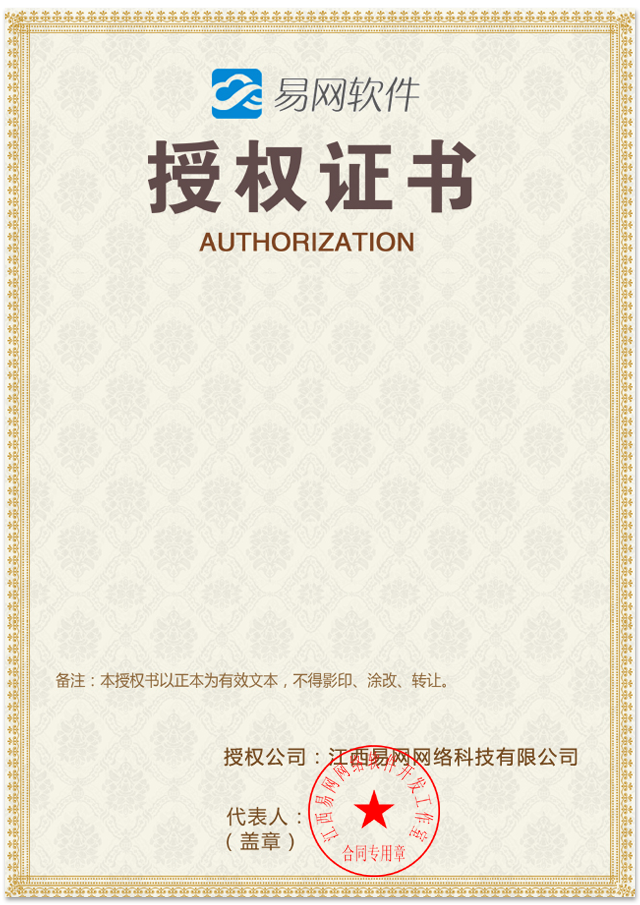 易网软件
授权证书
AUTHORIZATION
备注：本授权书以正本为有效文本，不得影印、涂改、转让。
授权公司：江西易网网络科技有限公司
代表人：
（盖章）
江西易网网络软件开发工作室
合同专用章